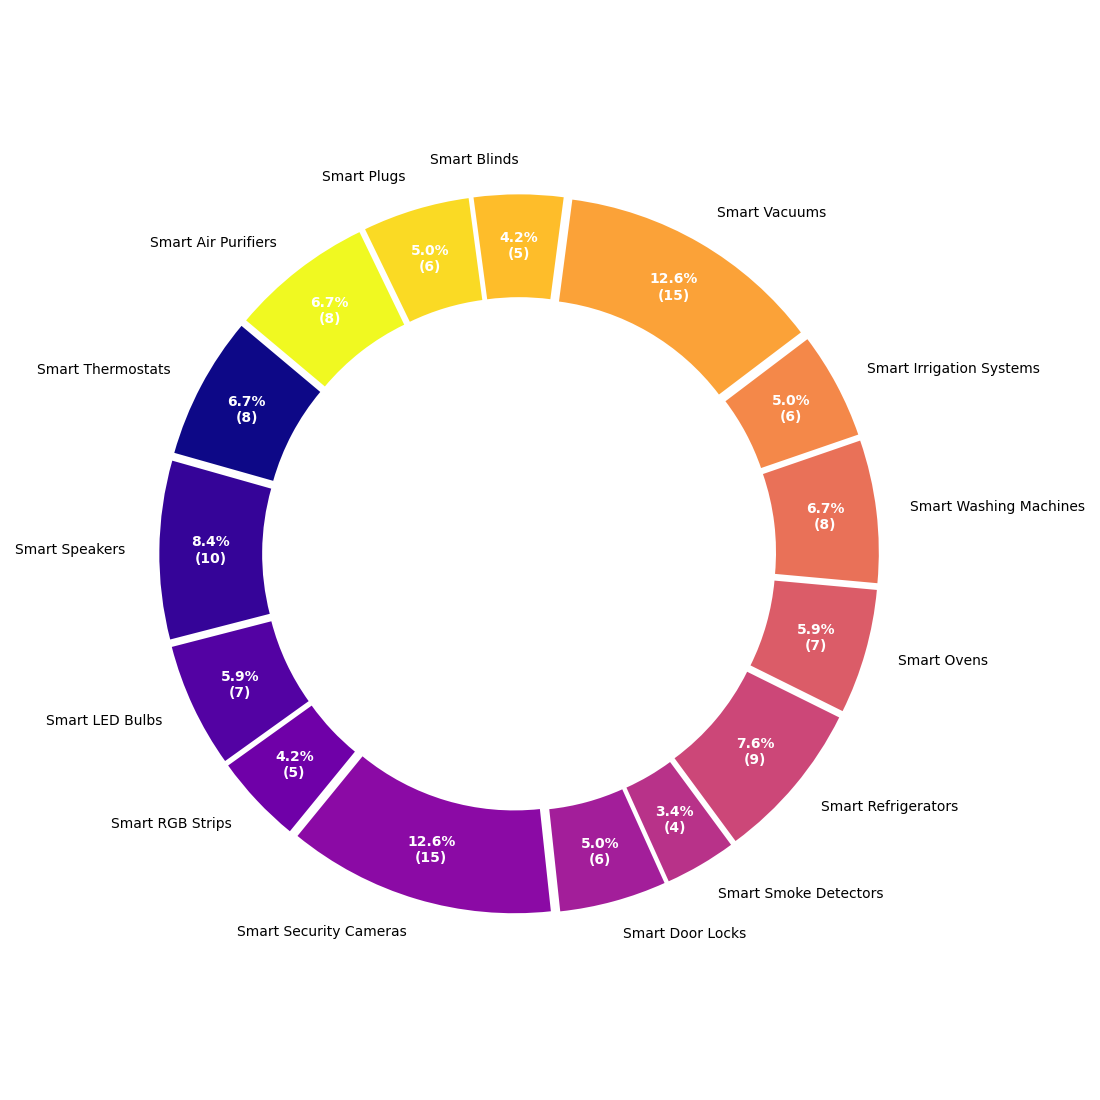 Smart Blinds
4.2%
(5)
Smart Plugs
5.0%
(6)
Smart Vacuums
12.6%
(15)
Smart Air Purifiers
6.7%
(8)
Smart Thermostats
6.7%
(8)
Smart Irrigation Systems
5.0%
(6)
Smart Washing Machines
6.7%
(8)
Smart Speakers
8.4%
(10)
Smart Ovens
5.9%
(7)
Smart LED Bulbs
5.9%
(7)
Smart Refrigerators
7.6%
(9)
Smart RGB Strips
4.2%
(5)
Smart Smoke Detectors
3.4%
(4)
Smart Security Cameras
12.6%
(15)
Smart Door Locks
5.0%
(6)